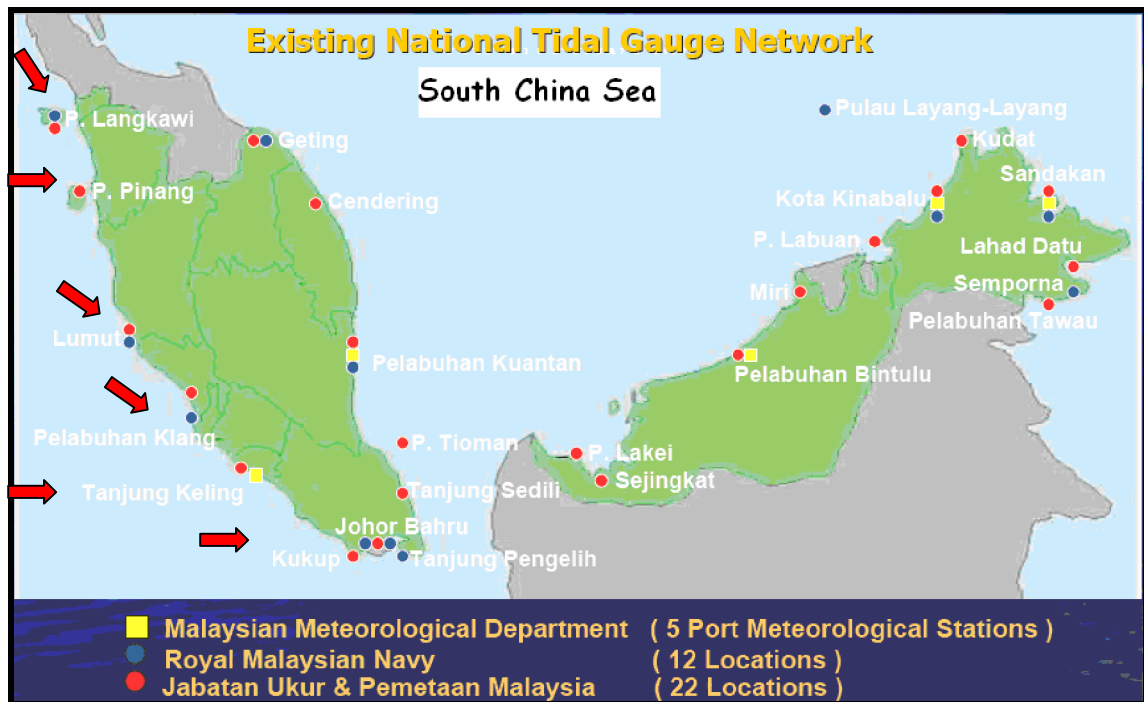 Existing National Tidal Gauge Network
South China Sea
P. Langkawi
Geting
Pulau Layang-Layang
Kudat
P. Pinang
Cendering
Sandakan
Kota Kinabalu
P. Labuan
Lahad Datu
Miri
Semporna
Pelabuhan Tawau
Lumut
Pelabuhan Kuantan
Pelabuhan Bintulu
Pelabuhan Klang
P. Tioman
P. Lakei
Tanjung Keling
Tanjung Sedili
Sejingkat
Johor Bahru
Kukup
Tanjung Pengelih
Malaysian Meteorological Department ( 5 Port Meteorological Stations )
Royal Malaysian Navy ( 12 Locations )
Jabatan Ukur & Pemetaan Malaysia ( 22 Locations )